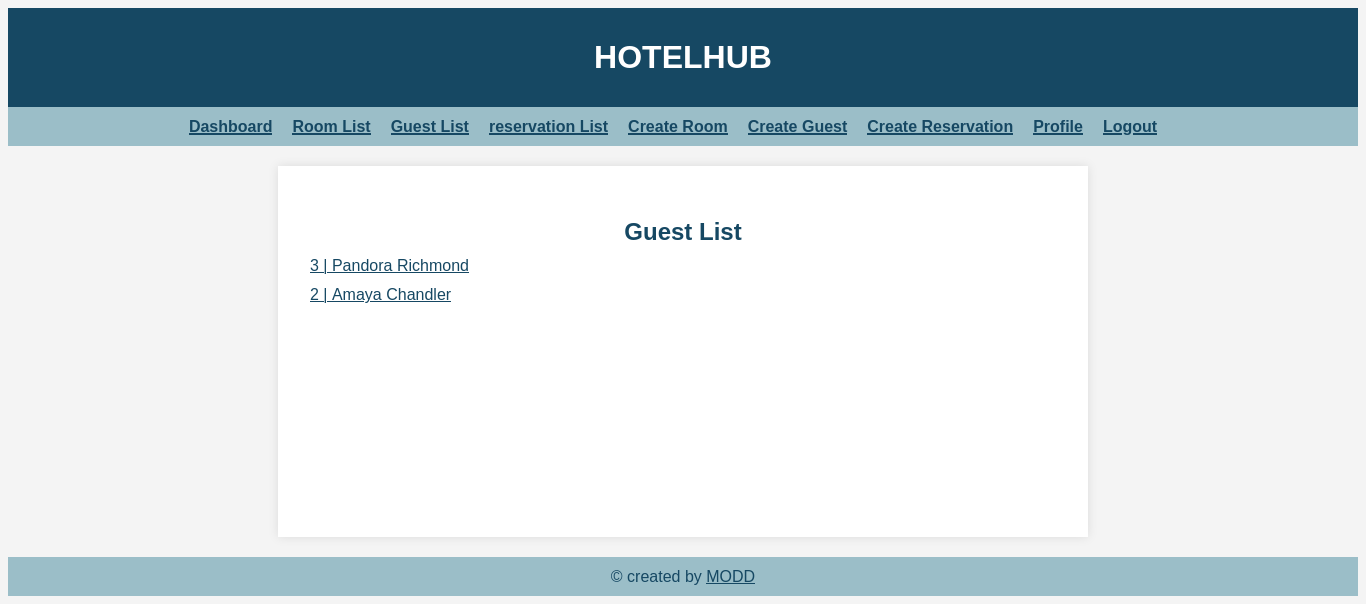 HOTELHUB
Dashboard Room List Guest List reservation List Create Room Create Guest Create Reservation Profile Logout
Guest List
3 | Pandora Richmond
2 | Amaya Chandler
© created by MODD